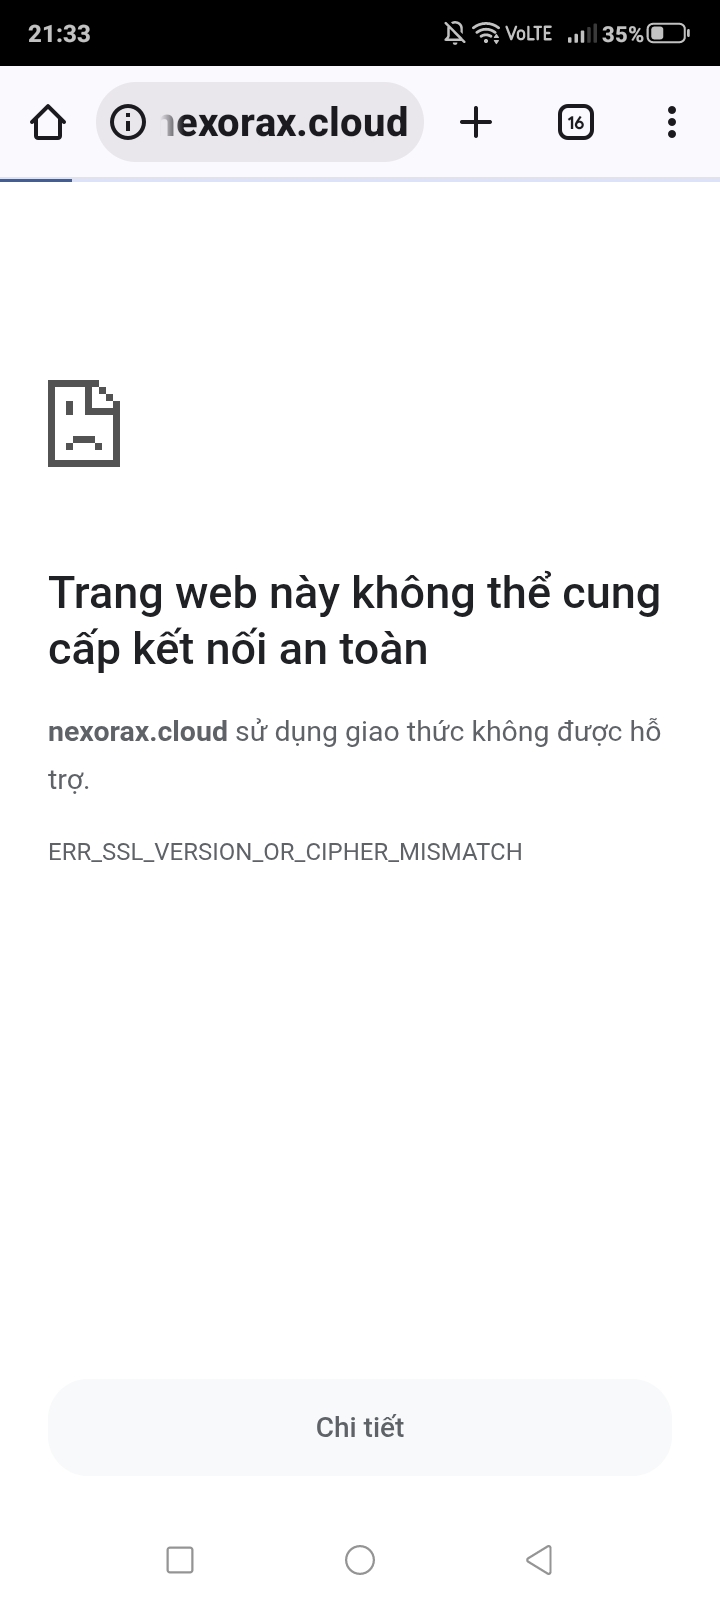 21:33
VoLTE 35%
nexorax.cloud
16
Trang web này không thể cung
cấp kết nối an toàn
nexorax.cloud sử dụng giao thức không được hỗ
trợ.
ERR_SSL_VERSION_OR_CIPHER_MISMATCH
Chi tiết